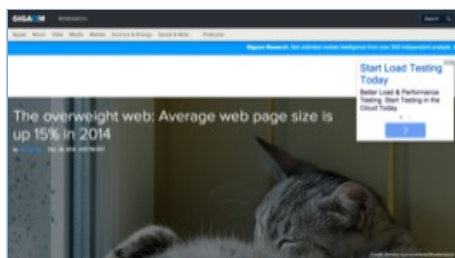 GIGAOM RESEARCH Search
Apple Cloud Data Media Mobile Science & Energy Social & Web Podcasts
Gigaom Research. Get unlimited market intelligence from over 200 independent analysts.
Start Load Testing
Today
Better Load & Performance
Testing. Start Testing in the
Cloud Today.
The overweight web: Average web page size is
up 15% in 2014
by